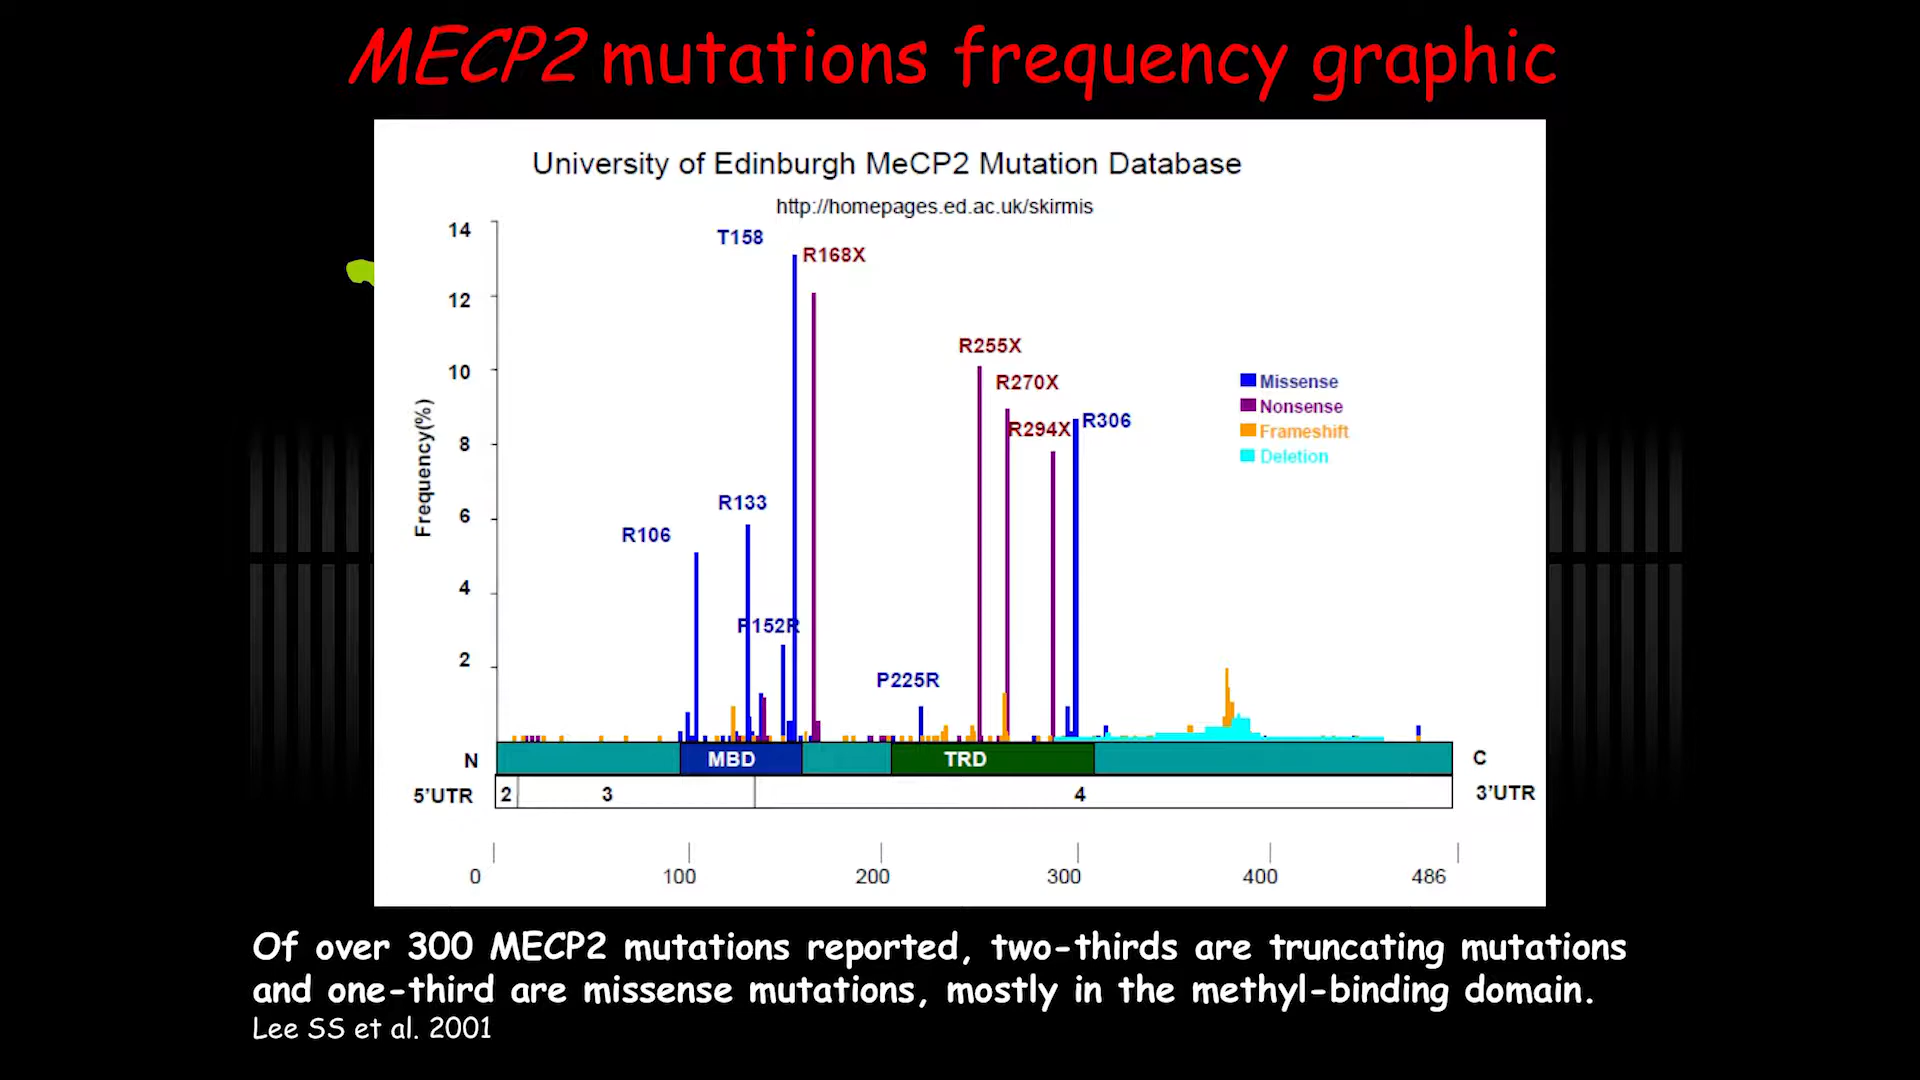 MECP2 mutations frequency graphic
University of Edinburgh MeCP2 Mutation Database
http://homepages.ed.ac.uk/skirmis
14
12
10
8
6
4
2
Frequency(%)
T158
R168X
R255X
R270X
R294X
R306
R133
R106
P152R
P225R
Missense
Nonsense
Frameshift
Deletion
N MBD TRD C
5'UTR 2 3 4 3'UTR
0 100 200 300 400 486
Of over 300 MECP2 mutations reported, two-thirds are truncating mutations
and one-third are missense mutations, mostly in the methyl-binding domain.
Lee SS et al. 2001